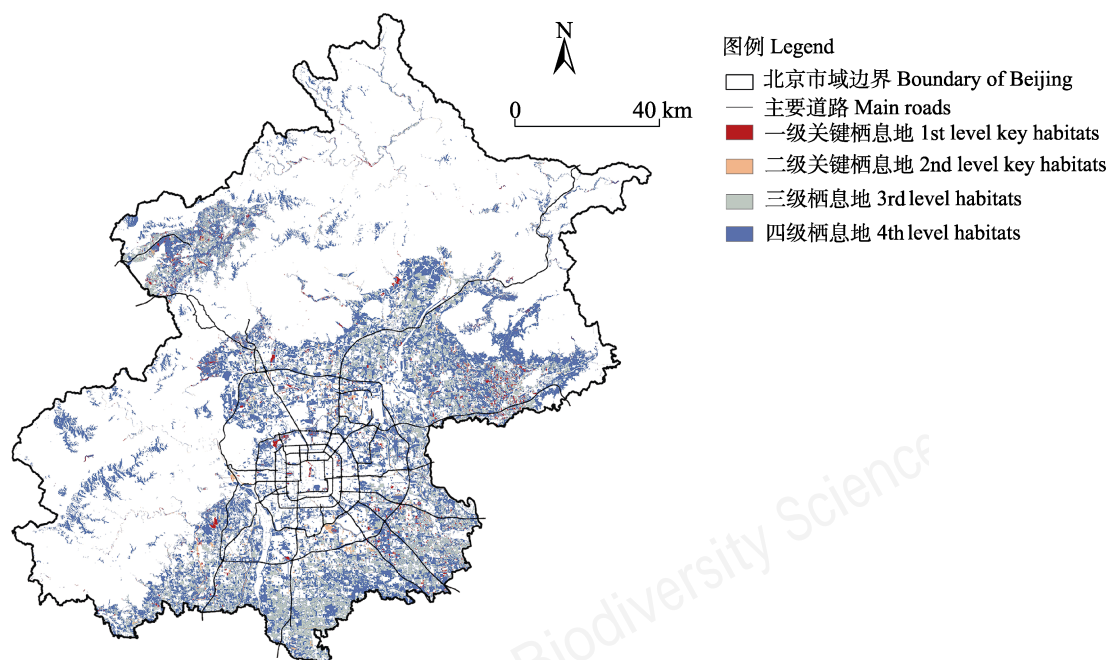 N
0 40 km
图例 Legend
北京市域边界 Boundary of Beijing
主要道路 Main roads
一级关键栖息地 1st level key habitats
二级关键栖息地 2nd level key habitats
三级栖息地 3rd level habitats
四级栖息地 4th level habitats
Biodiversity Science